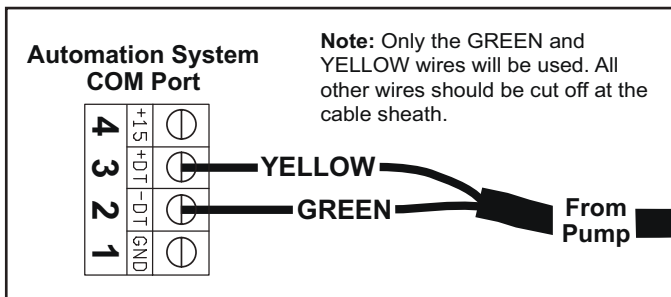 Automation System
COM Port
Note: Only the GREEN and
YELLOW wires will be used. All
other wires should be cut off at the
cable sheath.
4 +15
3 +DT
2 -DT
1 GND
YELLOW
GREEN
From
Pump